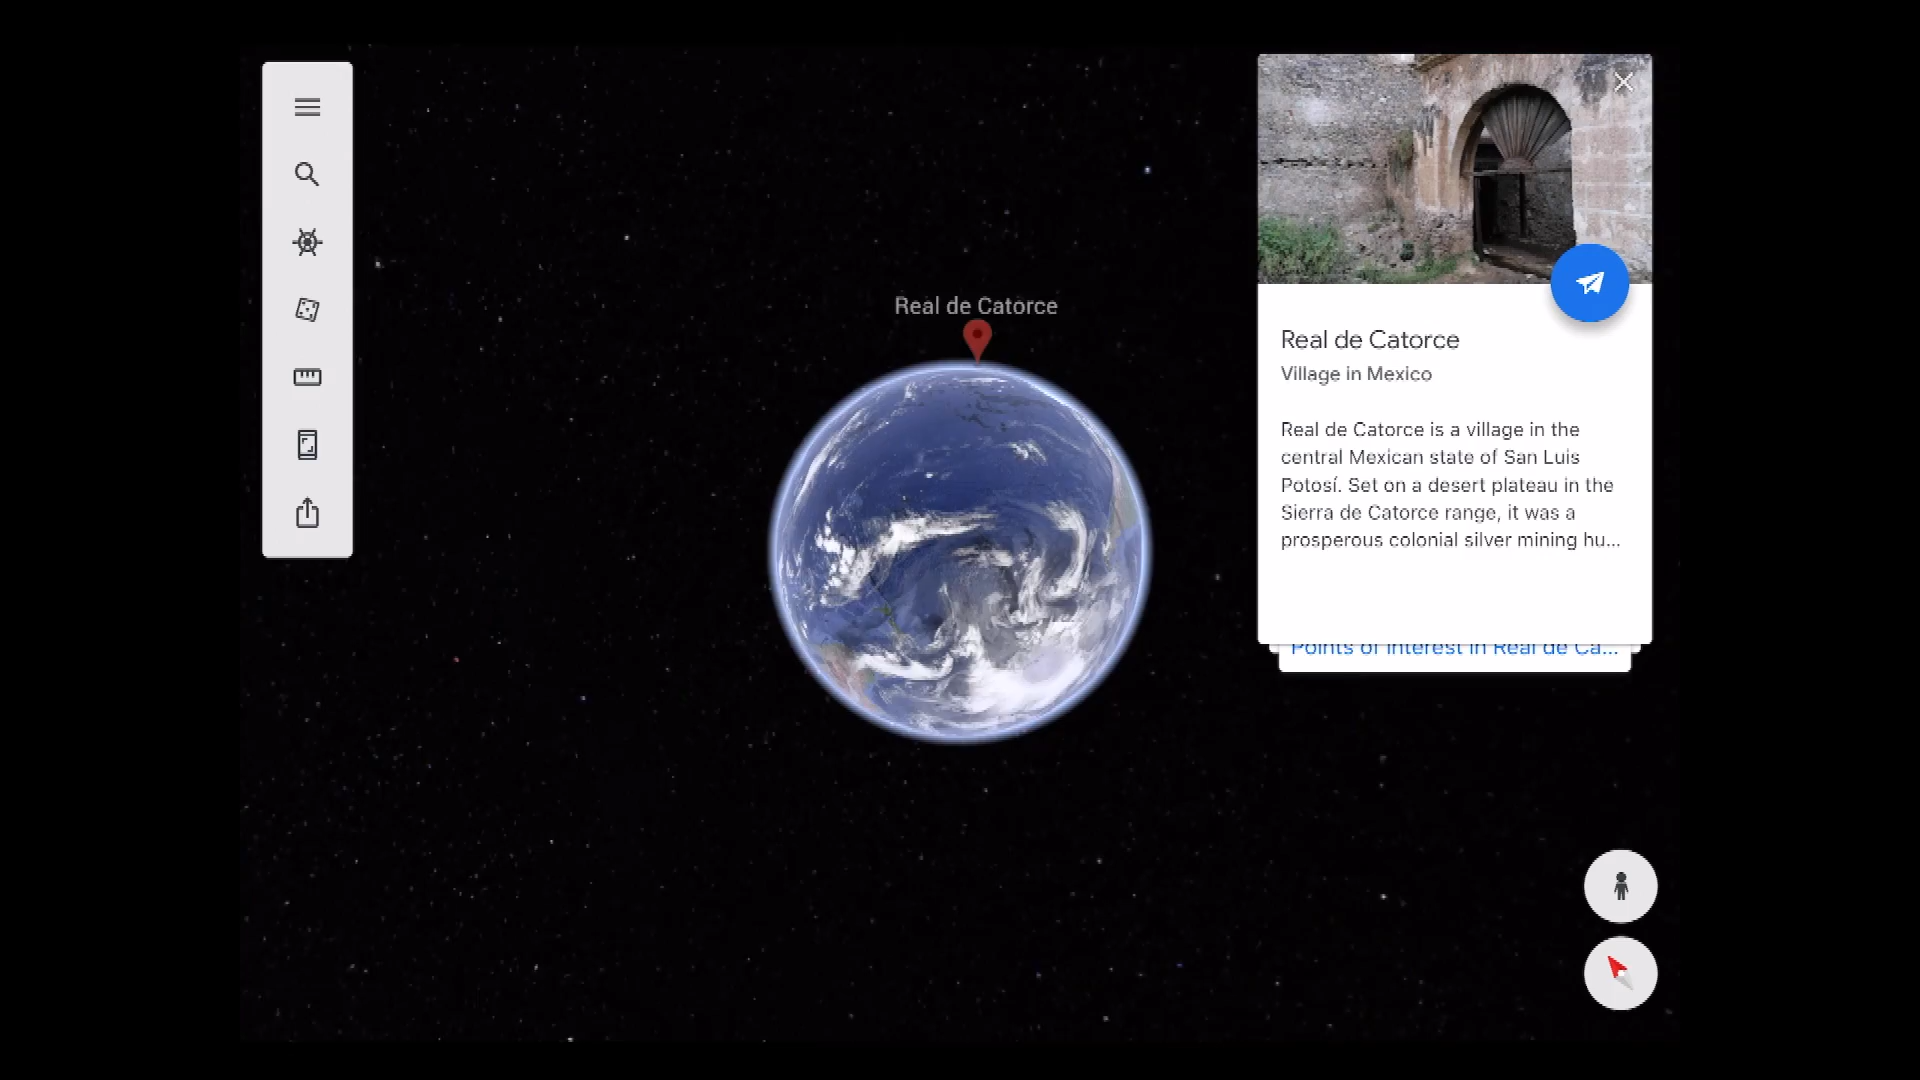 Real de Catorce
Real de Catorce
Village in Mexico
Real de Catorce is a village in the
central Mexican state of San Luis
Potosí. Set on a desert plateau in the
Sierra de Catorce range, it was a
prosperous colonial silver mining hu...
Points of interest in Real de Ca...